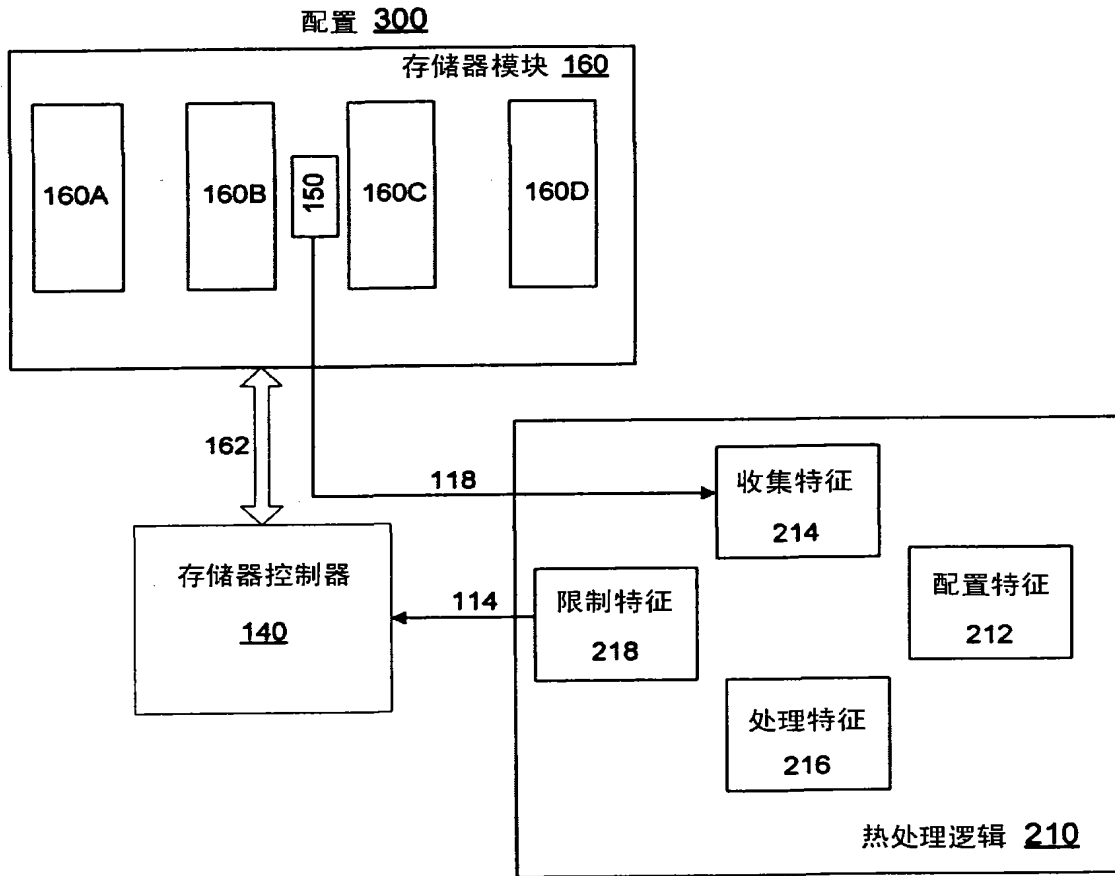 配置 300
存储器模块 160
160A
160B
150
160C
160D
162
118
收集特征
214
存储器控制器
140
114
限制特征
218
配置特征
212
处理特征
216
热处理逻辑 210